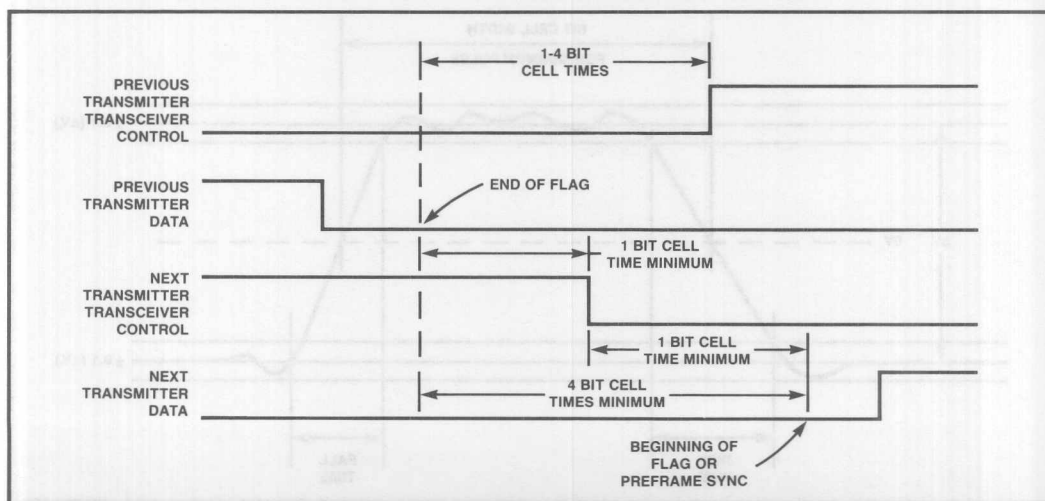 1-4 BIT
CELL TIMES
PREVIOUS
TRANSMITTER
TRANSCEIVER
CONTROL
PREVIOUS
TRANSMITTER
DATA
END OF FLAG
1 BIT CELL
TIME MINIMUM
NEXT
TRANSMITTER
TRANSCEIVER
CONTROL
1 BIT CELL
TIME MINIMUM
NEXT
TRANSMITTER
DATA
4 BIT CELL
TIMES MINIMUM
BEGINNING OF
FLAG OR
PREFRAME SYNC